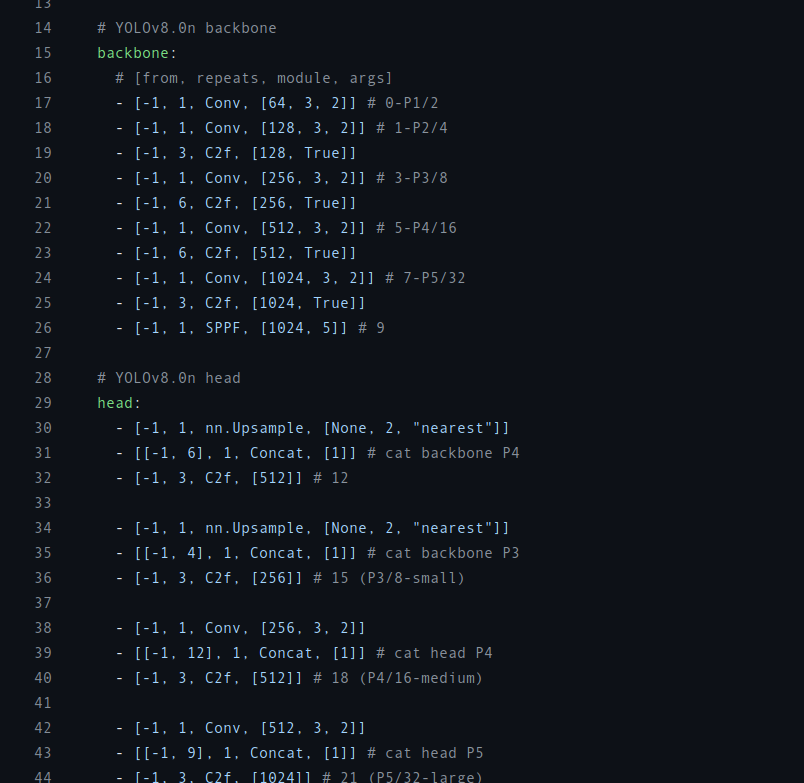 13
14 # YOLOv8.0n backbone
15 backbone:
16 # [from, repeats, module, args]
17 - [-1, 1, Conv, [64, 3, 2]] # 0-P1/2
18 - [-1, 1, Conv, [128, 3, 2]] # 1-P2/4
19 - [-1, 3, C2f, [128, True]]
20 - [-1, 1, Conv, [256, 3, 2]] # 3-P3/8
21 - [-1, 6, C2f, [256, True]]
22 - [-1, 1, Conv, [512, 3, 2]] # 5-P4/16
23 - [-1, 6, C2f, [512, True]]
24 - [-1, 1, Conv, [1024, 3, 2]] # 7-P5/32
25 - [-1, 3, C2f, [1024, True]]
26 - [-1, 1, SPPF, [1024, 5]] # 9
27
28 # YOLOv8.0n head
29 head:
30 - [-1, 1, nn.Upsample, [None, 2, "nearest"]]
31 - [[-1, 6], 1, Concat, [1]] # cat backbone P4
32 - [-1, 3, C2f, [512]] # 12
33
34 - [-1, 1, nn.Upsample, [None, 2, "nearest"]]
35 - [[-1, 4], 1, Concat, [1]] # cat backbone P3
36 - [-1, 3, C2f, [256]] # 15 (P3/8-small)
37
38 - [-1, 1, Conv, [256, 3, 2]]
39 - [[-1, 12], 1, Concat, [1]] # cat head P4
40 - [-1, 3, C2f, [512]] # 18 (P4/16-medium)
41
42 - [-1, 1, Conv, [512, 3, 2]]
43 - [[-1, 9], 1, Concat, [1]] # cat head P5
44 - [-1, 3, C2f, [1024]] # 21 (P5/32-large)